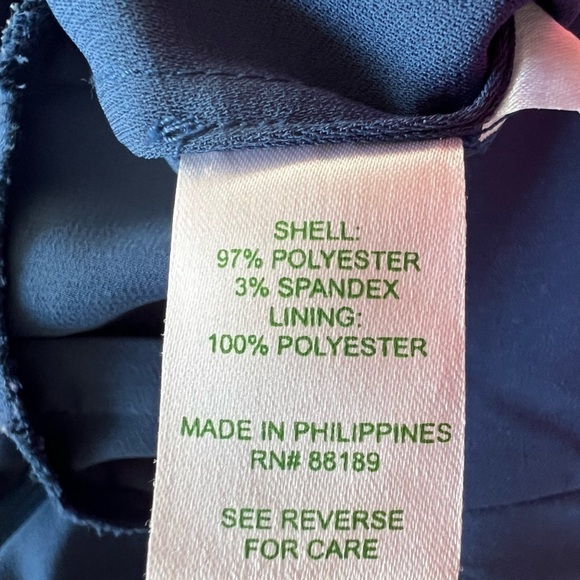 SHELL:
97% POLYESTER
3% SPANDEX
LINING:
100% POLYESTER
MADE IN PHILIPPINES
RN# 88189
SEE REVERSE
FOR CARE